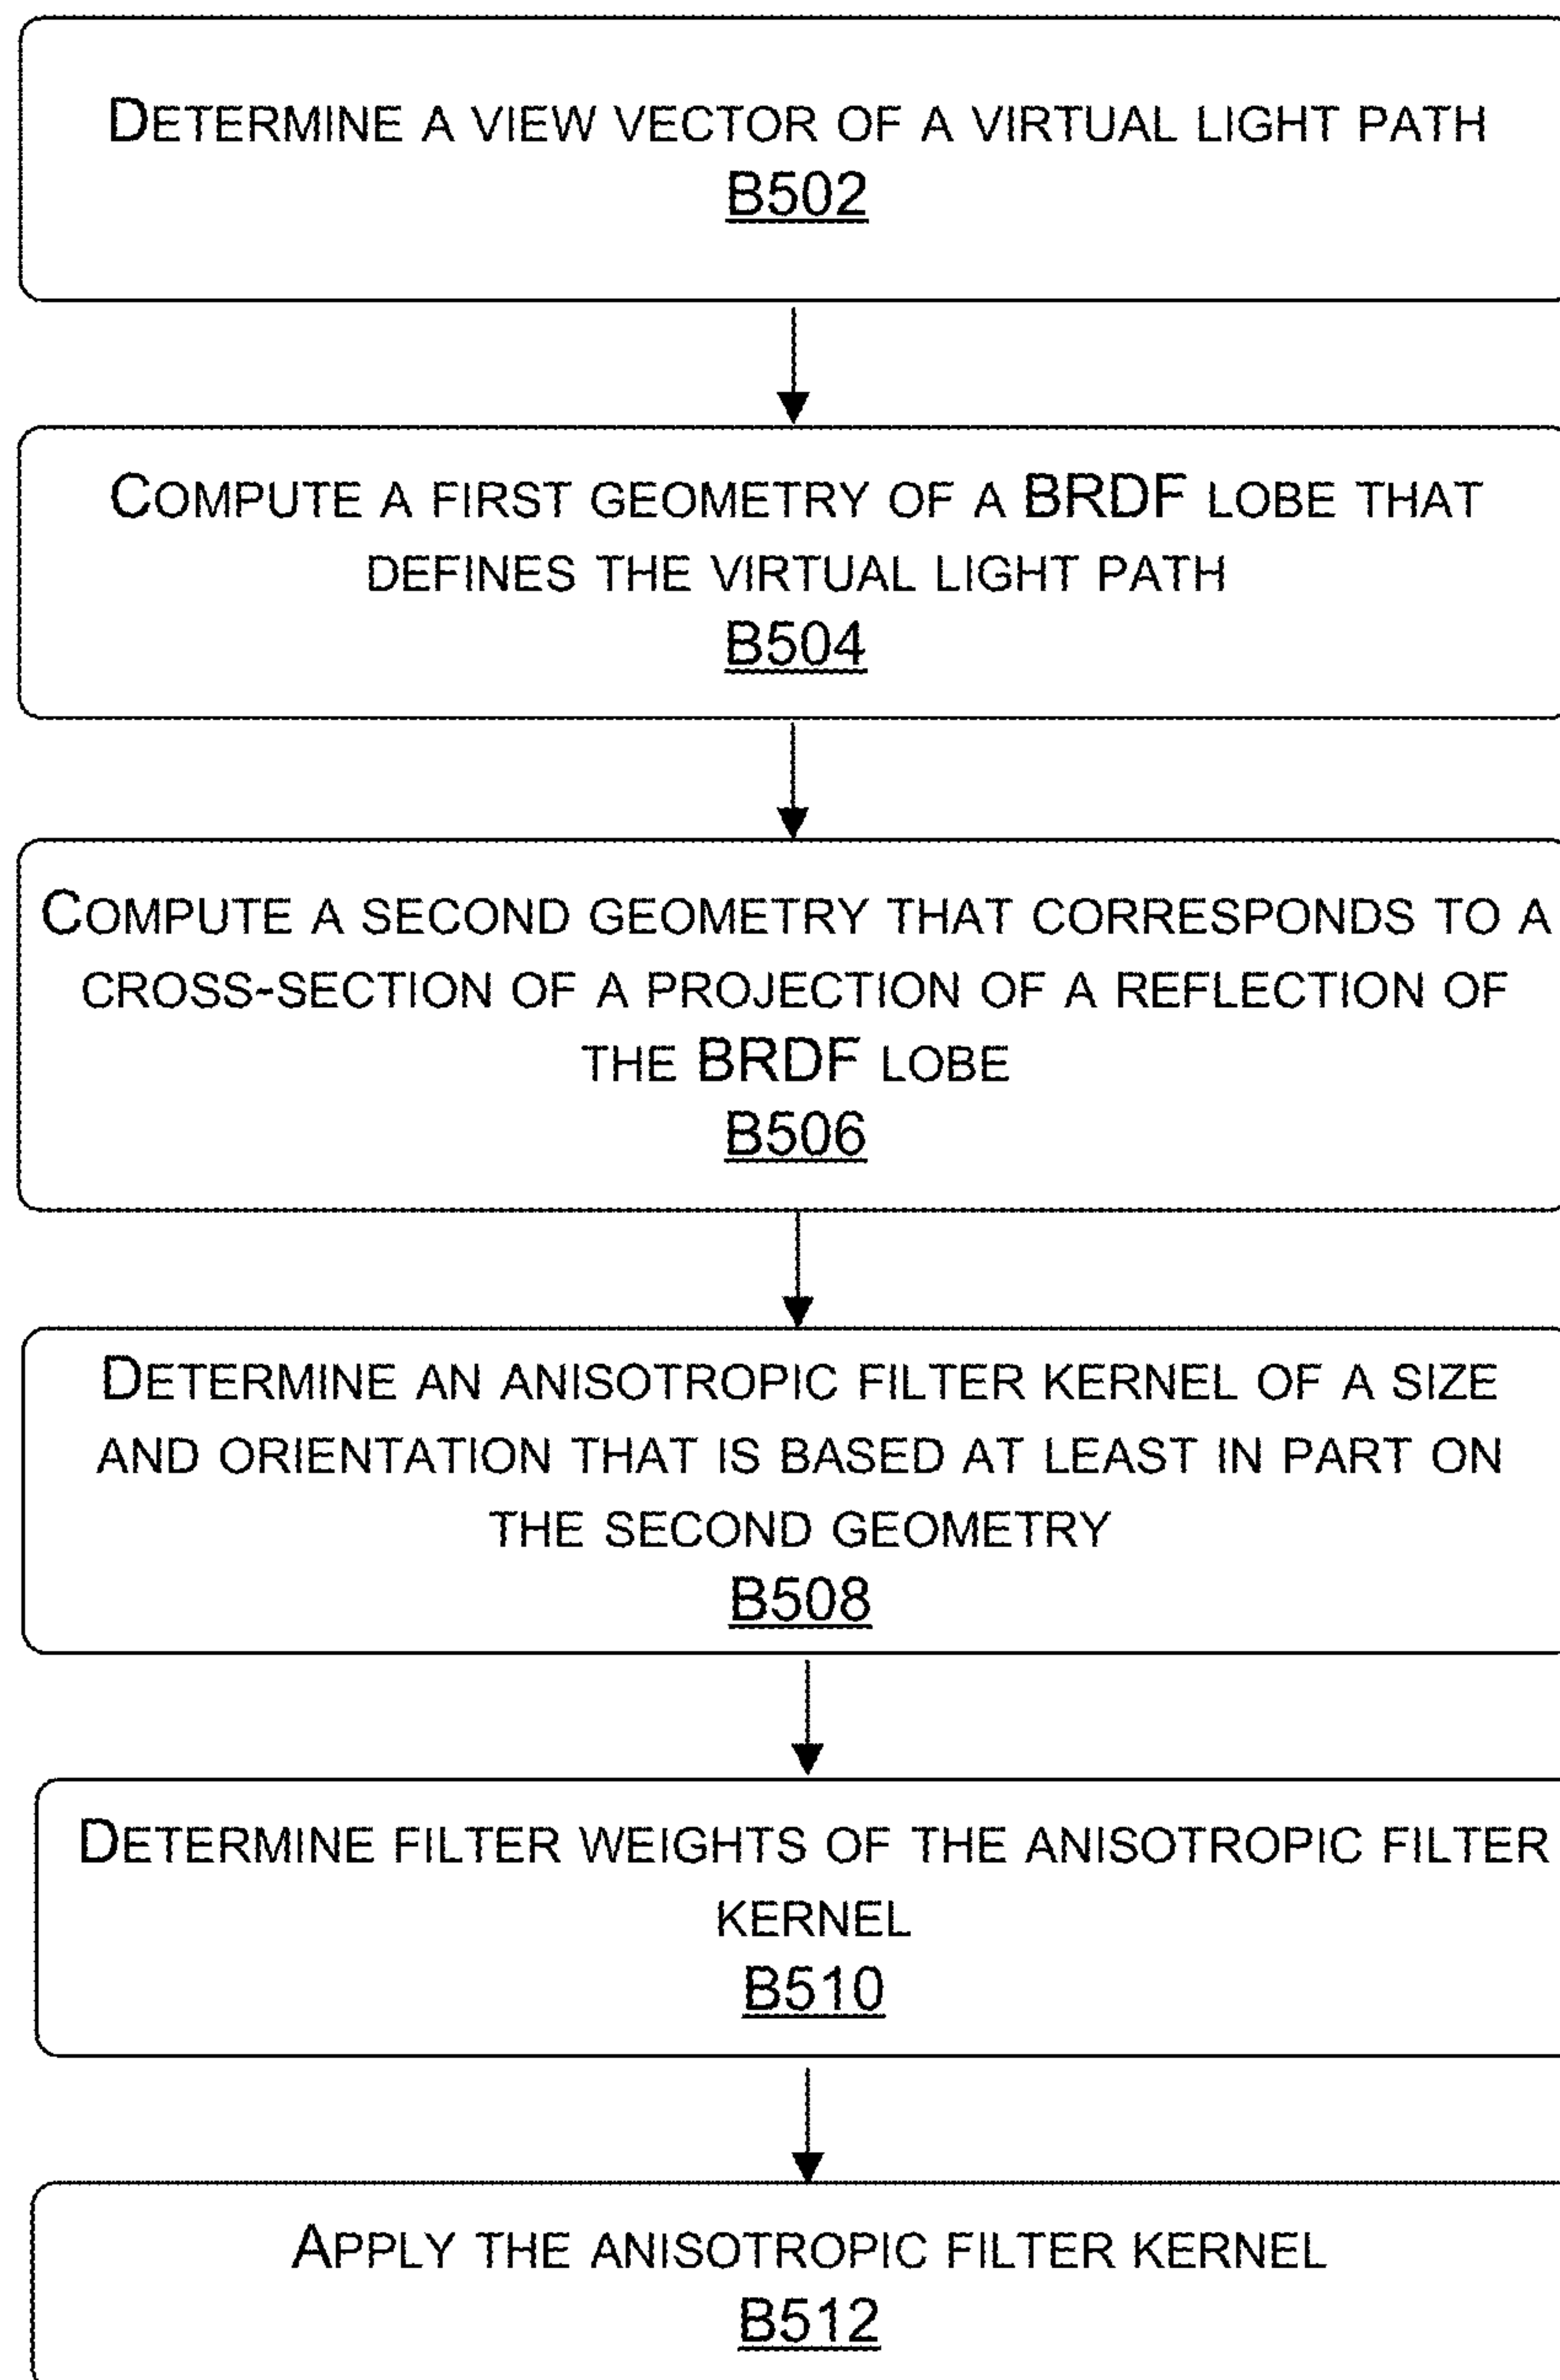 DETERMINE A VIEW VECTOR OF A VIRTUAL LIGHT PATH
B502
COMPUTE A FIRST GEOMETRY OF A BRDF LOBE THAT
DEFINES THE VIRTUAL LIGHT PATH
B504
COMPUTE A SECOND GEOMETRY THAT CORRESPONDS TO A
CROSS-SECTION OF A PROJECTION OF A REFLECTION OF
THE BRDF LOBE
B506
DETERMINE AN ANISOTROPIC FILTER KERNEL OF A SIZE
AND ORIENTATION THAT IS BASED AT LEAST IN PART ON
THE SECOND GEOMETRY
B508
DETERMINE FILTER WEIGHTS OF THE ANISOTROPIC FILTER
KERNEL
B510
APPLY THE ANISOTROPIC FILTER KERNEL
B512